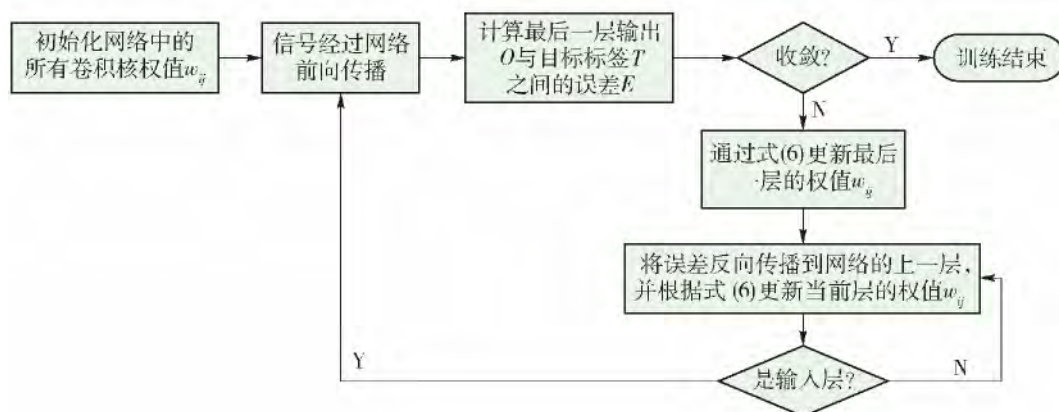 初始化网络中的
所有卷积核权值w_ij
信号经过网络
前向传播
计算最后一层输出
O与目标标签T
之间的误差E
收敛?
Y
训练结束
N
通过式(6)更新最后
一层的权值w_ij
将误差反向传播到网络的上一层,
并根据式(6)更新当前层的权值w_ij
Y
是输入层?
N